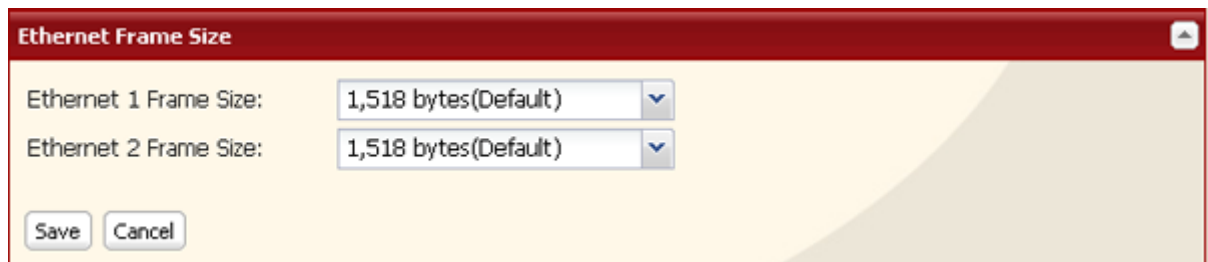 Ethernet Frame Size
Ethernet 1 Frame Size: 1,518 bytes(Default)
Ethernet 2 Frame Size: 1,518 bytes(Default)
Save Cancel